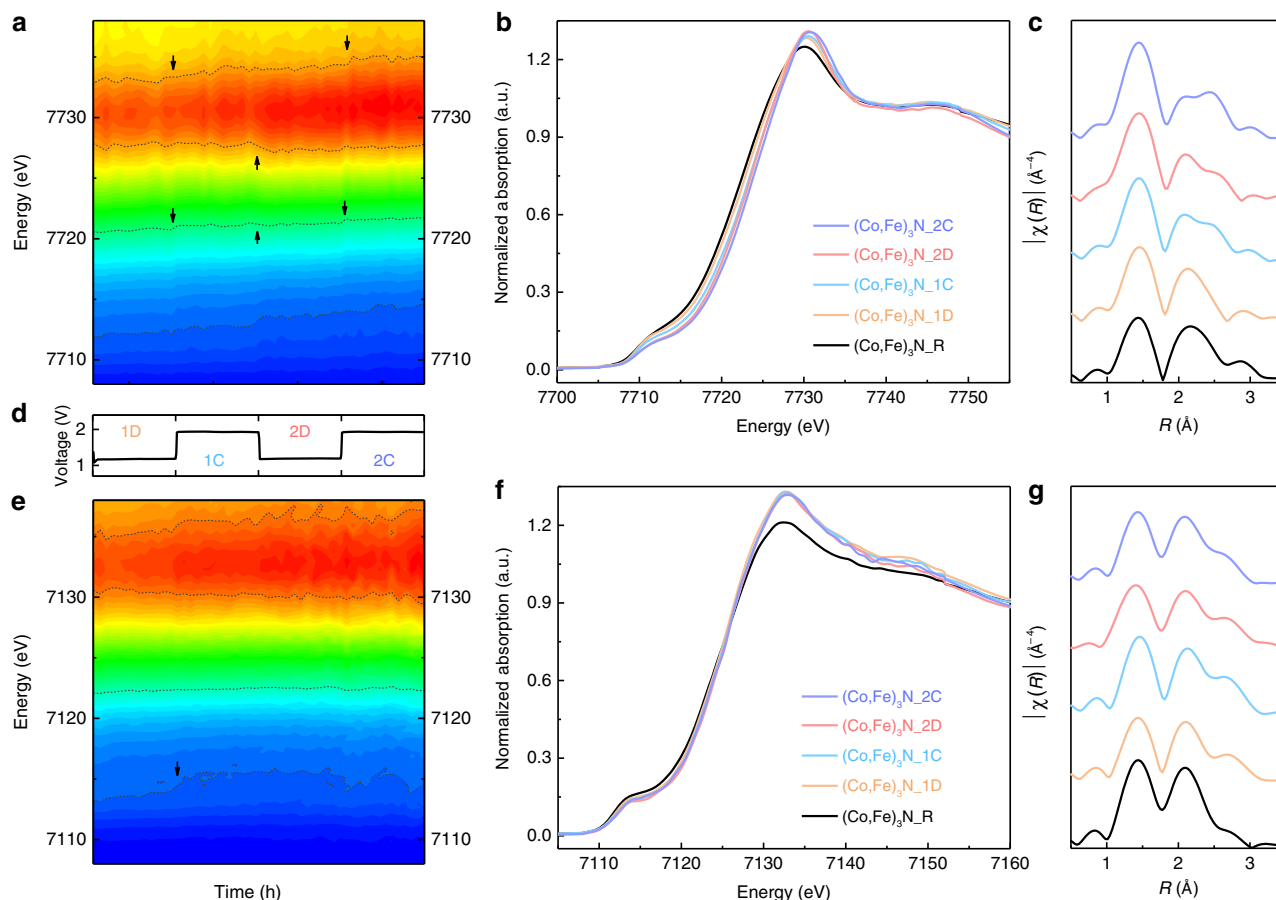 a
Energy (eV)
7730
7720
7710
7730
7720
7710
b
Normalized absorption (a.u.)
1.2
0.9
0.6
0.3
0.0
(Co,Fe)₃N_2C
(Co,Fe)₃N_2D
(Co,Fe)₃N_1C
(Co,Fe)₃N_1D
(Co,Fe)₃N_R
7700 7710 7720 7730 7740 7750
Energy (eV)
c
|χ(R)| (Å⁻⁴)
1 2 3
R (Å)
d
Voltage (V)
2
1
1D 2D
1C 2C
e
Energy (eV)
7130
7120
7110
7130
7120
7110
Time (h)
f
Normalized absorption (a.u.)
1.2
0.9
0.6
0.3
0.0
(Co,Fe)₃N_2C
(Co,Fe)₃N_2D
(Co,Fe)₃N_1C
(Co,Fe)₃N_1D
(Co,Fe)₃N_R
7110 7120 7130 7140 7150 7160
Energy (eV)
g
|χ(R)| (Å⁻⁴)
1 2 3
R (Å)